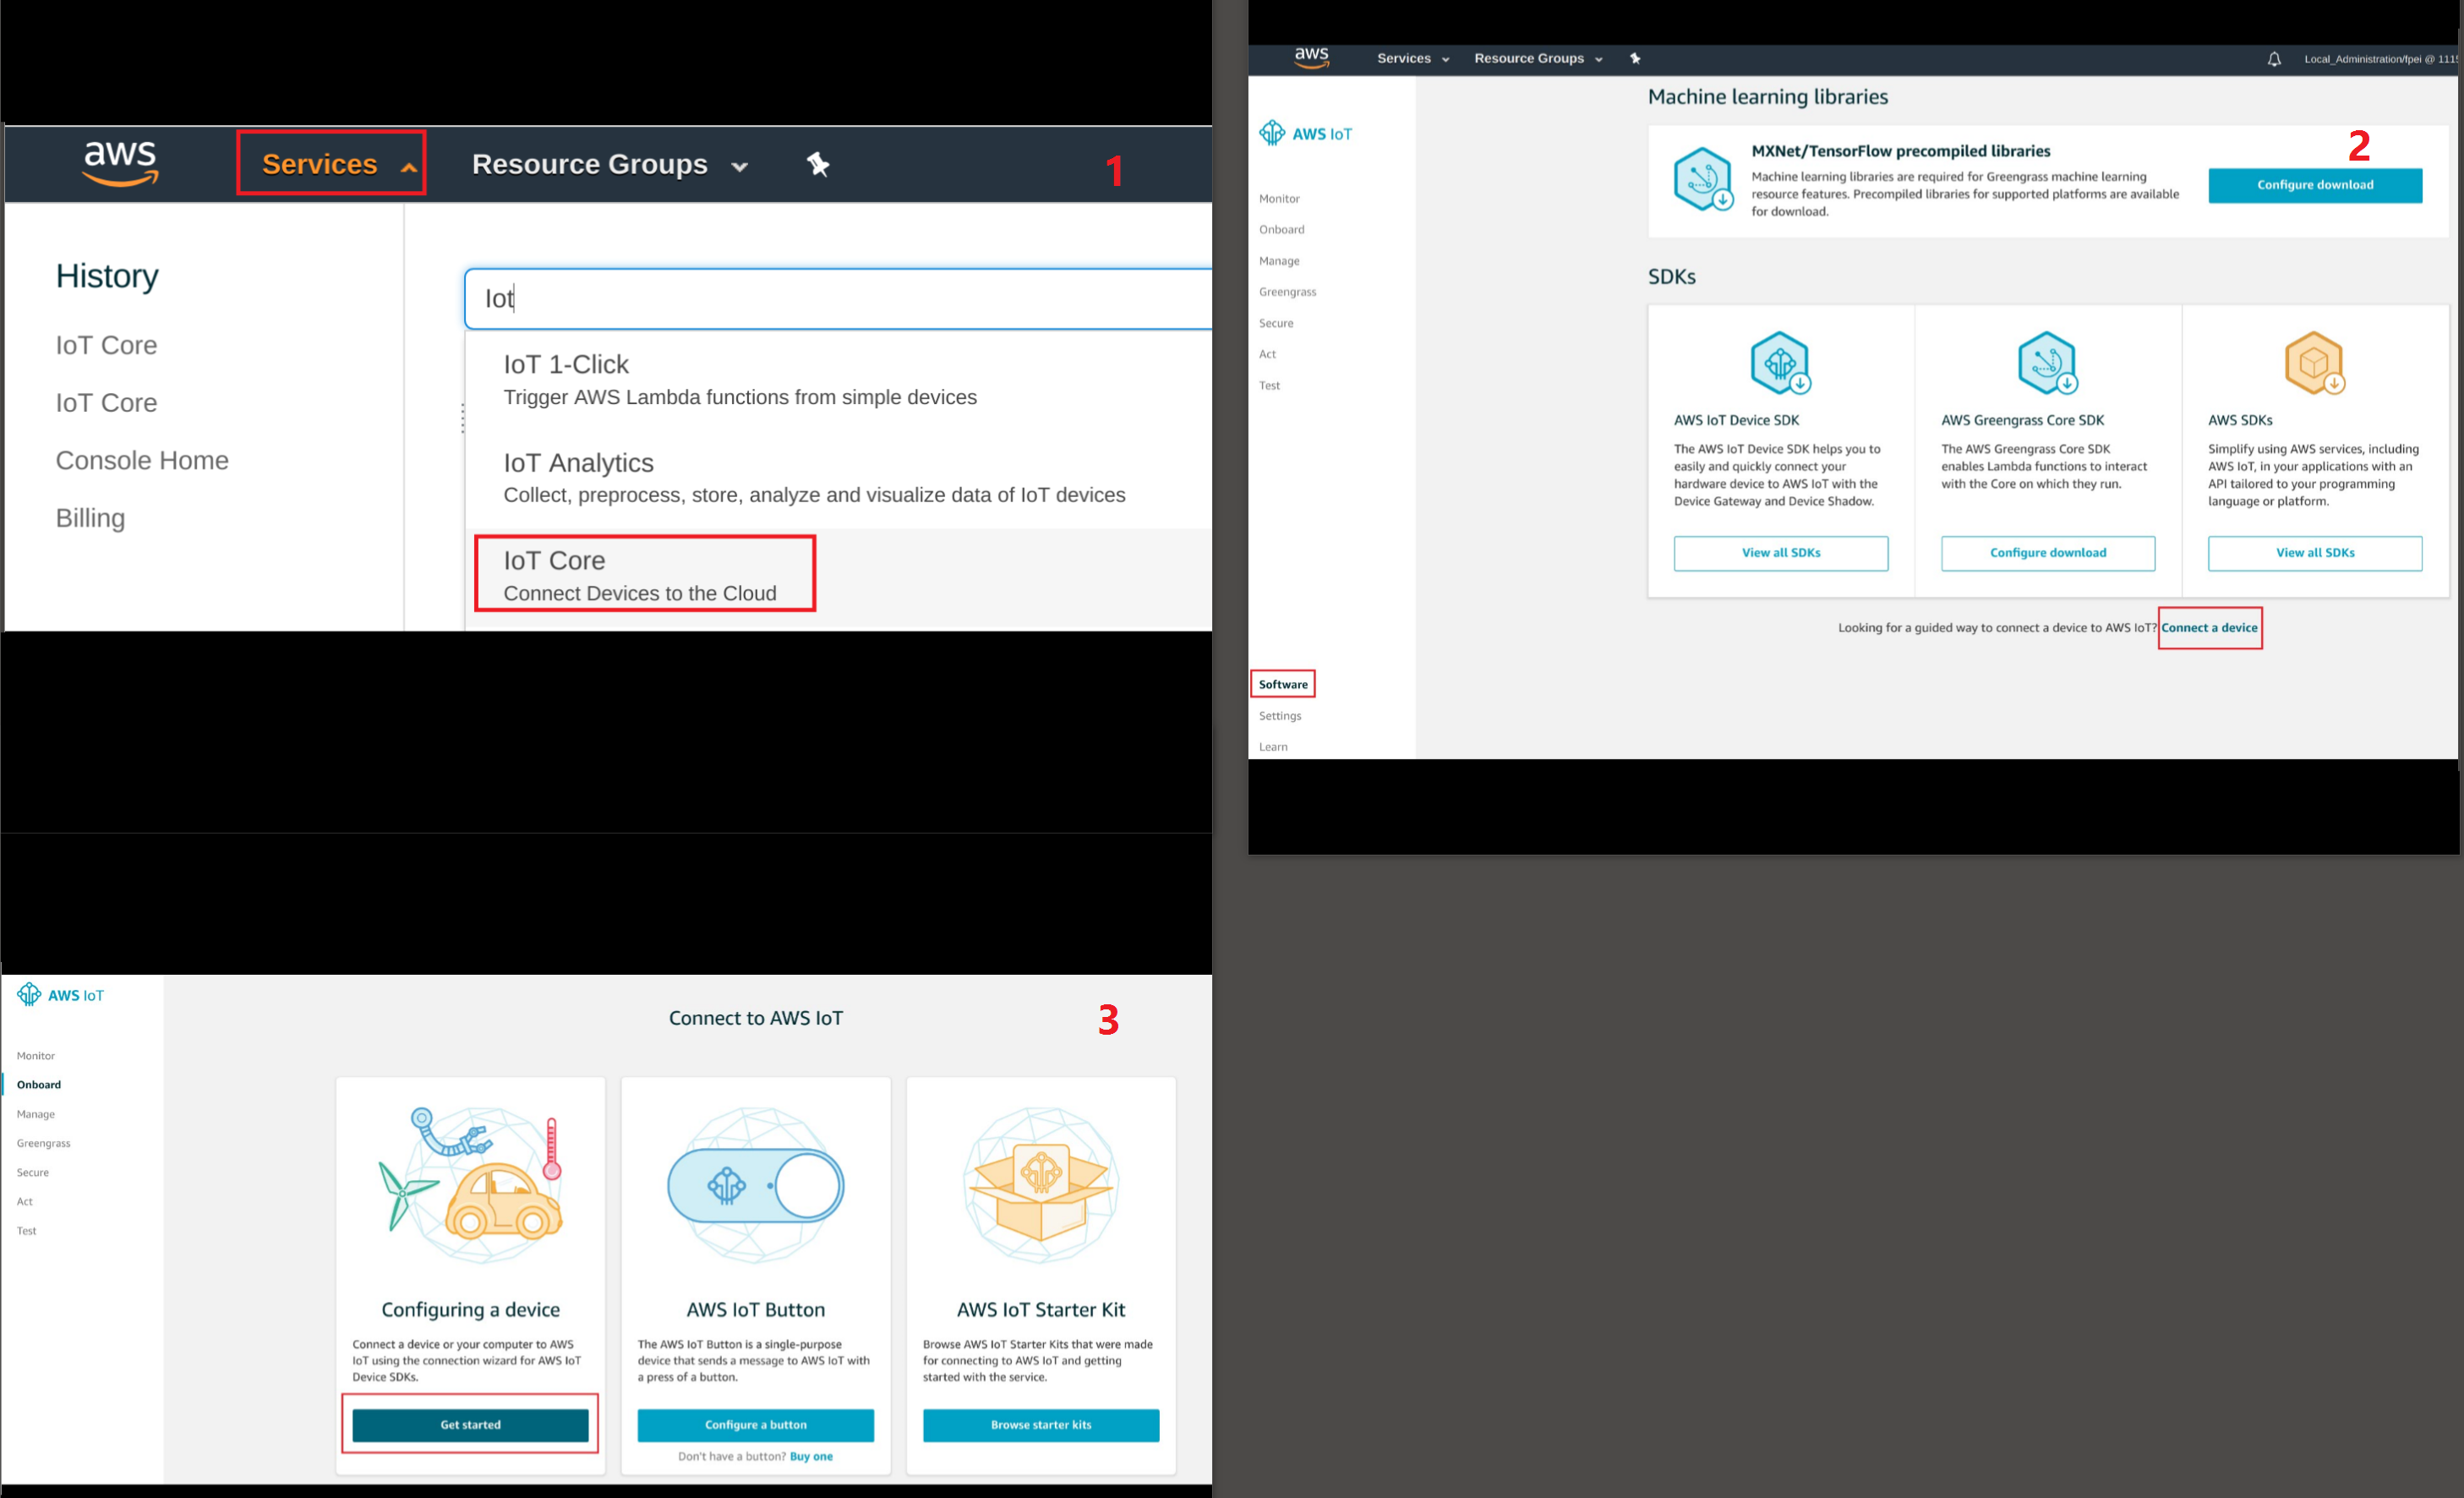 aws
Services
Resource Groups
1
History
IoT Core
IoT Core
Console Home
Billing
Iot
IoT 1-Click
Trigger AWS Lambda functions from simple devices
IoT Analytics
Collect, preprocess, store, analyze and visualize data of IoT devices
IoT Core
Connect Devices to the Cloud
aws
Services
Resource Groups
Local_Administration/fpei @ 111
AWS IoT
Monitor
Onboard
Manage
Greengrass
Secure
Act
Test
Software
Settings
Learn
Machine learning libraries
2
MXNet/TensorFlow precompiled libraries
Machine learning libraries are required for Greengrass machine learning
resource features. Precompiled libraries for supported platforms are available
for download.
Configure download
SDKs
AWS IoT Device SDK
The AWS IoT Device SDK helps you to
easily and quickly connect your
hardware device to AWS IoT with the
Device Gateway and Device Shadow.
View all SDKs
AWS Greengrass Core SDK
The AWS Greengrass Core SDK
enables Lambda functions to interact
with the Core on which they run.
Configure download
AWS SDKs
Simplify using AWS services, including
AWS IoT, in your applications with an
API tailored to your programming
language or platform.
View all SDKs
Looking for a guided way to connect a device to AWS IoT? Connect a device
AWS IoT
Monitor
Onboard
Manage
Greengrass
Secure
Act
Test
Connect to AWS IoT
3
Configuring a device
Connect a device or your computer to AWS
IoT using the connection wizard for AWS IoT
Device SDKs.
Get started
AWS IoT Button
The AWS IoT Button is a single-purpose
device that sends a message to AWS IoT with
a press of a button.
Configure a button
Don't have a button? Buy one
AWS IoT Starter Kit
Browse AWS IoT Starter Kits that were made
for connecting to AWS IoT and getting
started with the service.
Browse starter kits